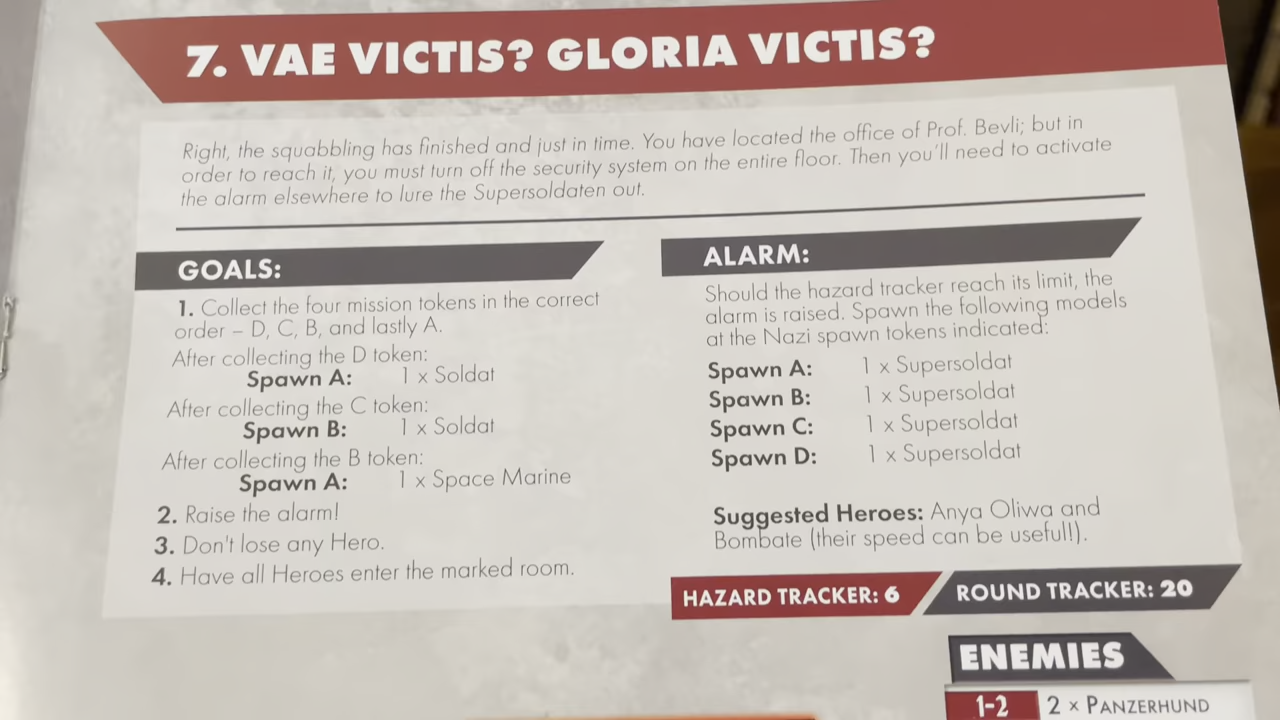 7. VAE VICTIS? GLORIA VICTIS?
Right, the squabbling has finished and just in time. You have located the office of Prof. Bevli; but in
order to reach it, you must turn off the security system on the entire floor. Then you'll need to activate
the alarm elsewhere to lure the Supersoldaten out.
GOALS:
1. Collect the four mission tokens in the correct
order – D, C, B, and lastly A.
After collecting the D token:
Spawn A: 1 x Soldat
After collecting the C token:
Spawn B: 1 x Soldat
After collecting the B token:
Spawn A: 1 x Space Marine
2. Raise the alarm!
3. Don't lose any Hero.
4. Have all Heroes enter the marked room.
ALARM:
Should the hazard tracker reach its limit, the
alarm is raised. Spawn the following models
at the Nazi spawn tokens indicated:
Spawn A: 1 x Supersoldat
Spawn B: 1 x Supersoldat
Spawn C: 1 x Supersoldat
Spawn D: 1 x Supersoldat
Suggested Heroes: Anya Oliwa and
Bombate (their speed can be useful!).
HAZARD TRACKER: 6
ROUND TRACKER: 20
ENEMIES
1-2 2 × PANZERHUND